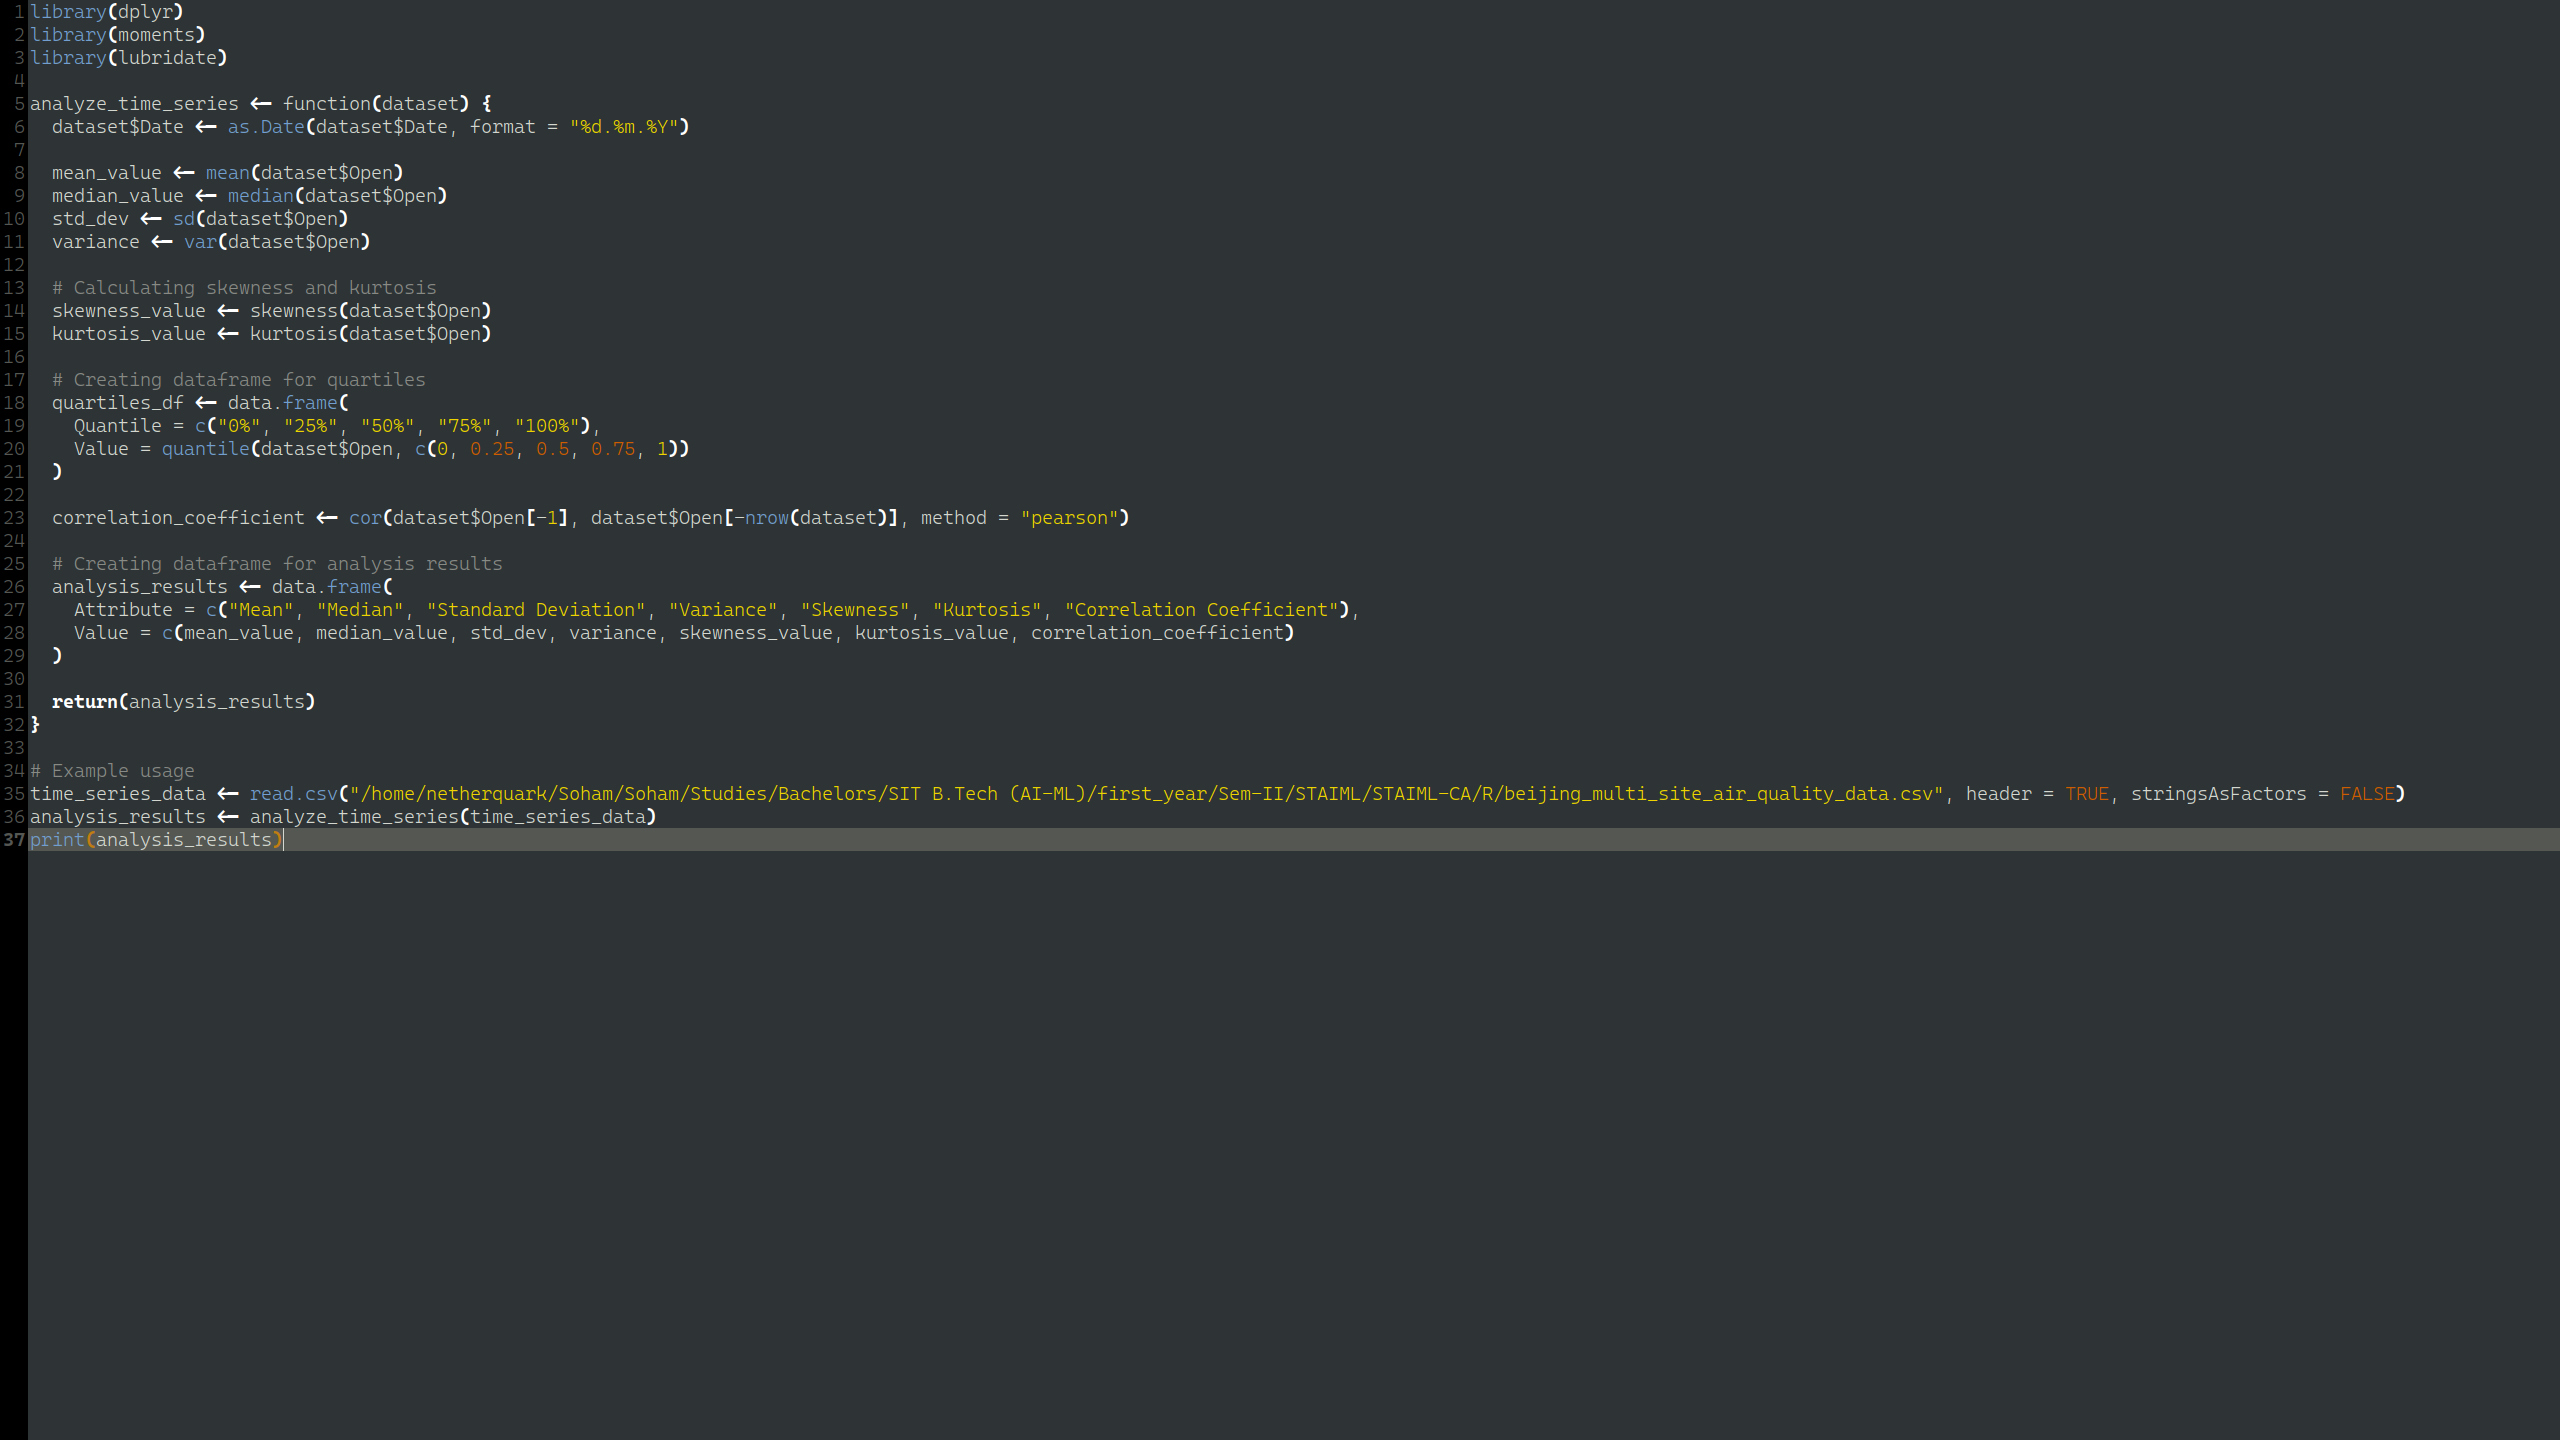 1 library(dplyr)
2 library(moments)
3 library(lubridate)
4
5 analyze_time_series <- function(dataset) {
6   dataset$Date <- as.Date(dataset$Date, format = "%d.%m.%Y")
7
8   mean_value <- mean(dataset$Open)
9   median_value <- median(dataset$Open)
10   std_dev <- sd(dataset$Open)
11   variance <- var(dataset$Open)
12
13   # Calculating skewness and kurtosis
14   skewness_value <- skewness(dataset$Open)
15   kurtosis_value <- kurtosis(dataset$Open)
16
17   # Creating dataframe for quartiles
18   quartiles_df <- data.frame(
19     Quantile = c("0%", "25%", "50%", "75%", "100%"),
20     Value = quantile(dataset$Open, c(0, 0.25, 0.5, 0.75, 1))
21   )
22
23   correlation_coefficient <- cor(dataset$Open[-1], dataset$Open[-nrow(dataset)], method = "pearson")
24
25   # Creating dataframe for analysis results
26   analysis_results <- data.frame(
27     Attribute = c("Mean", "Median", "Standard Deviation", "Variance", "Skewness", "Kurtosis", "Correlation Coefficient"),
28     Value = c(mean_value, median_value, std_dev, variance, skewness_value, kurtosis_value, correlation_coefficient)
29   )
30
31   return(analysis_results)
32 }
33
34 # Example usage
35 time_series_data <- read.csv("/home/netherquark/Soham/Soham/Studies/Bachelors/SIT B.Tech (AI-ML)/first_year/Sem-II/STAIML/STAIML-CA/R/beijing_multi_site_air_quality_data.csv", header = TRUE, stringsAsFactors = FALSE)
36 analysis_results <- analyze_time_series(time_series_data)
37 print(analysis_results)